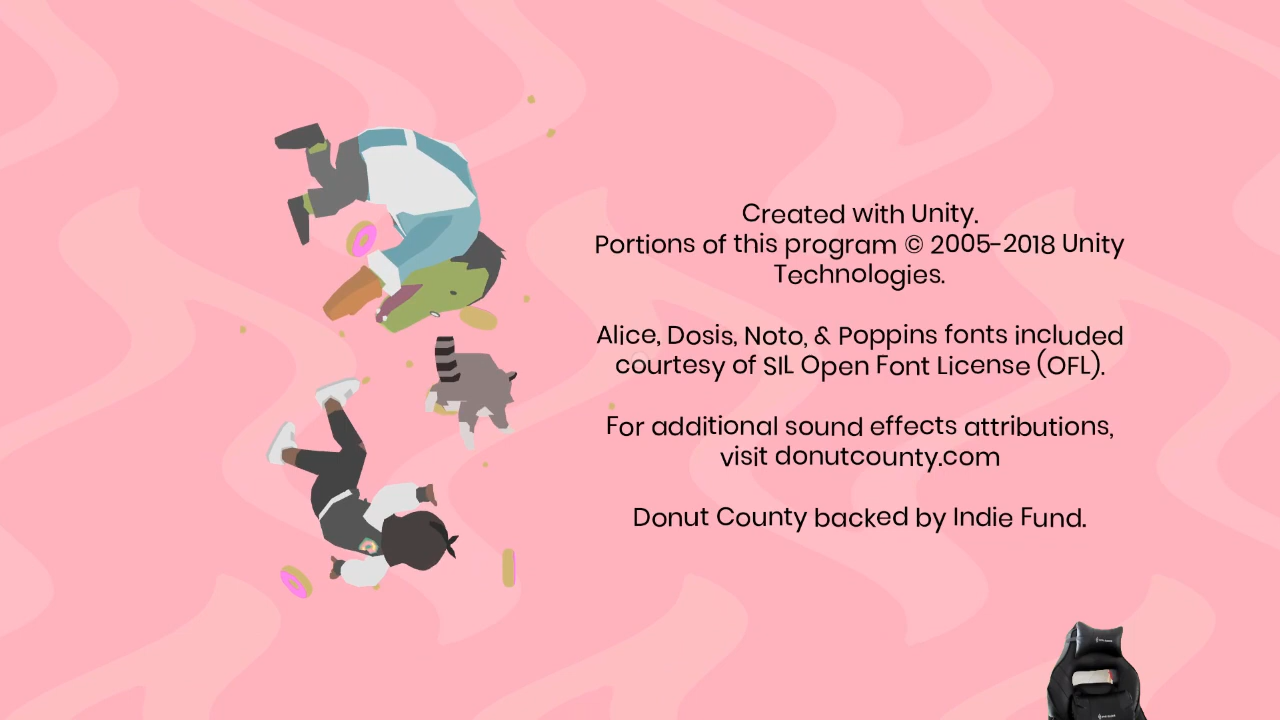 Created with Unity.
Portions of this program © 2005-2018 Unity
Technologies.
Alice, Dosis, Noto, & Poppins fonts included
courtesy of SIL Open Font License (OFL).
For additional sound effects attributions,
visit donutcounty.com
Donut County backed by Indie Fund.